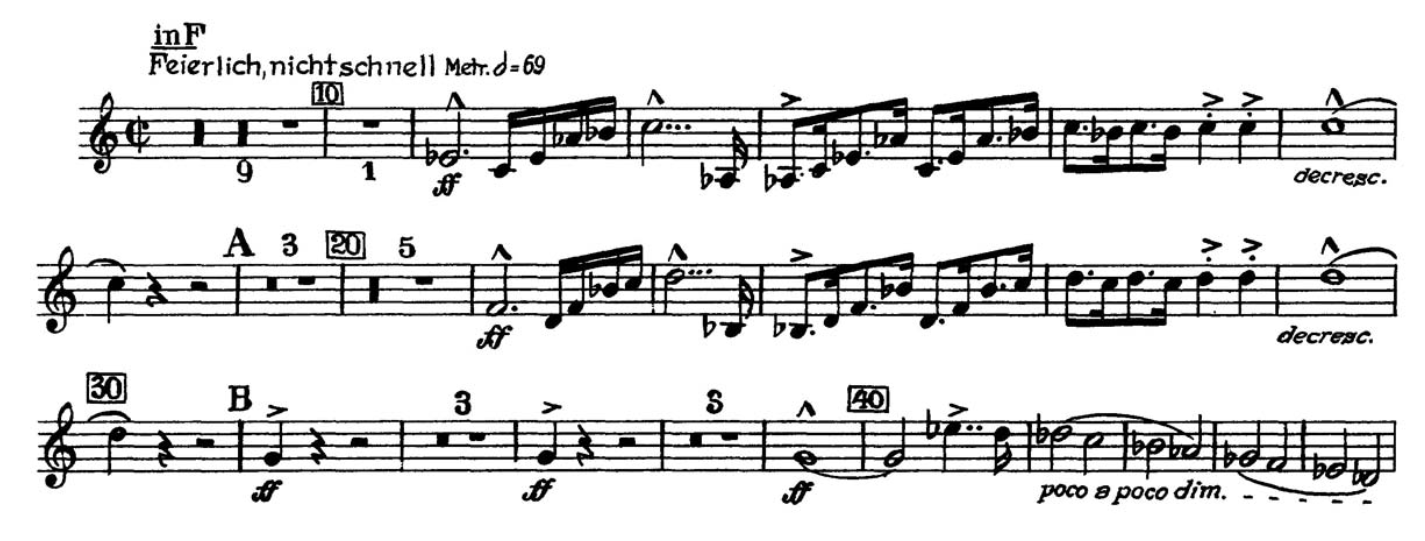 in F
Feierlich, nicht schnell Metr. 𝅗𝅥=69
10
9 1
ff decresc.
A 3 20 5
ff decresc.
30 B 3 3 40
ff ff ff poco a poco dim.